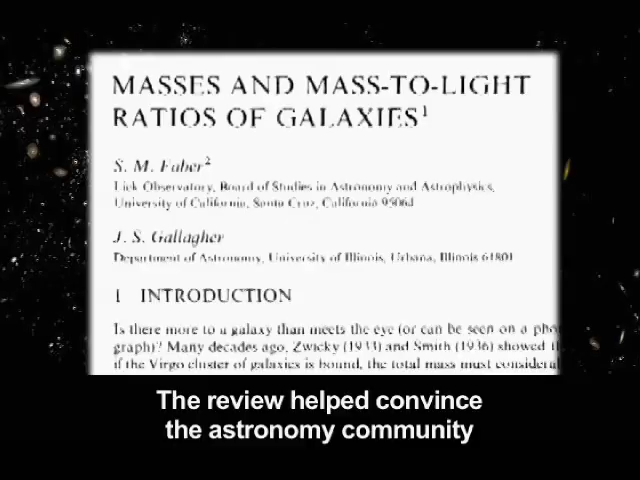 MASSES AND MASS-TO-LIGHT
RATIOS OF GALAXIES¹
S. M. Faber²
Lick Observatory, Board of Studies in Astronomy and Astrophysics,
University of California, Santa Cruz, California 95064
J. S. Gallagher
Department of Astronomy, University of Illinois, Urbana, Illinois 61801
1 INTRODUCTION
Is there more to a galaxy than meets the eye (or can be seen on a pho
graph)? Many decades ago, Zwicky (1933) and Smith (1936) showed th
if the Virgo cluster of galaxies is bound, the total mass must considera
The review helped convince
the astronomy community